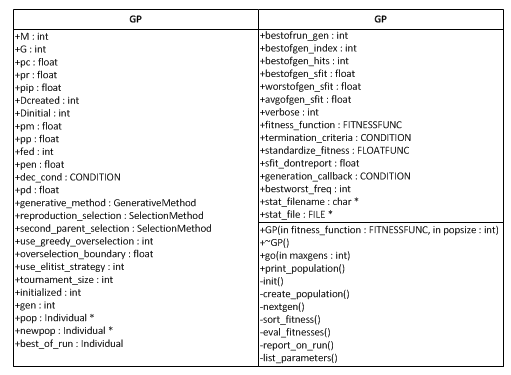 GP
+M : int
+G : int
+pc : float
+pr : float
+pip : float
+Dcreated : int
+Dinitial : int
+pm : float
+pp : float
+fed : int
+pen : float
+dec_cond : CONDITION
+pd : float
+generative_method : GenerativeMethod
+reproduction_selection : SelectionMethod
+second_parent_selection : SelectionMethod
+use_greedy_overselection : int
+overselection_boundary : float
+use_elitist_strategy : int
+tournament_size : int
+initialized : int
+gen : int
+pop : Individual *
+newpop : Individual *
+best_of_run : Individual
GP
+bestofrun_gen : int
+bestofgen_index : int
+bestofgen_hits : int
+bestofgen_sfit : float
+worstofgen_sfit : float
+avgofgen_sfit : float
+verbose : int
+fitness_function : FITNESSFUNC
+termination_criteria : CONDITION
+standardize_fitness : FLOATFUNC
+sfit_dontreport : float
+generation_callback : CONDITION
+bestworst_freq : int
+stat_filename : char *
+stat_file : FILE *
+GP(in fitness_function : FITNESSFUNC, in popsize : int)
+~GP()
+go(in maxgens : int)
+print_population()
-init()
-create_population()
-nextgen()
-sort_fitness()
-eval_fitnesses()
-report_on_run()
-list_parameters()